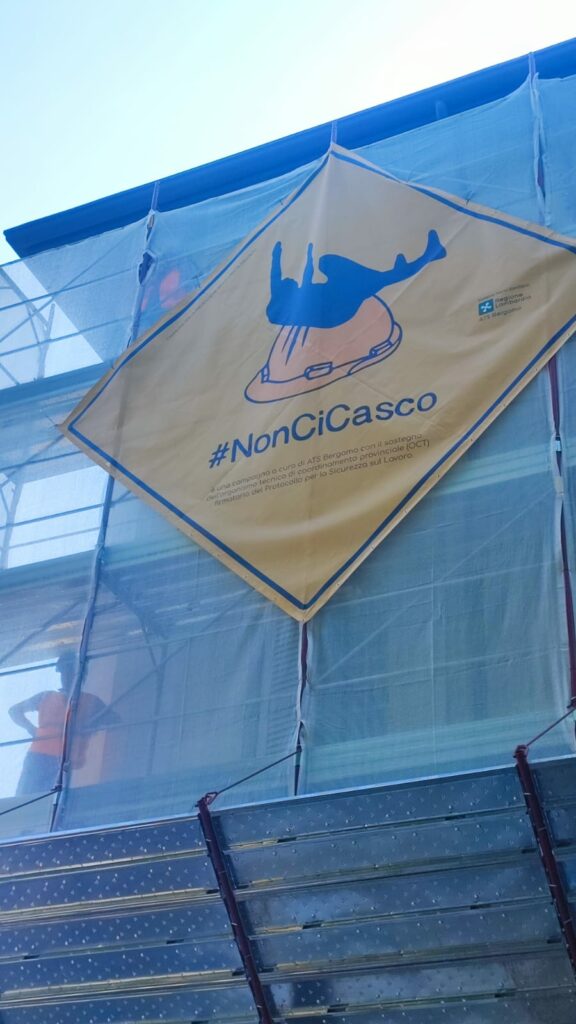 Regione
Lombardia
ATS Bergamo
#NonCiCasco
è una campagna a cura di ATS Bergamo con il sostegno
dell'organismo tecnico di coordinamento provinciale (OCT)
firmatario del Protocollo per la Sicurezza sul Lavoro.